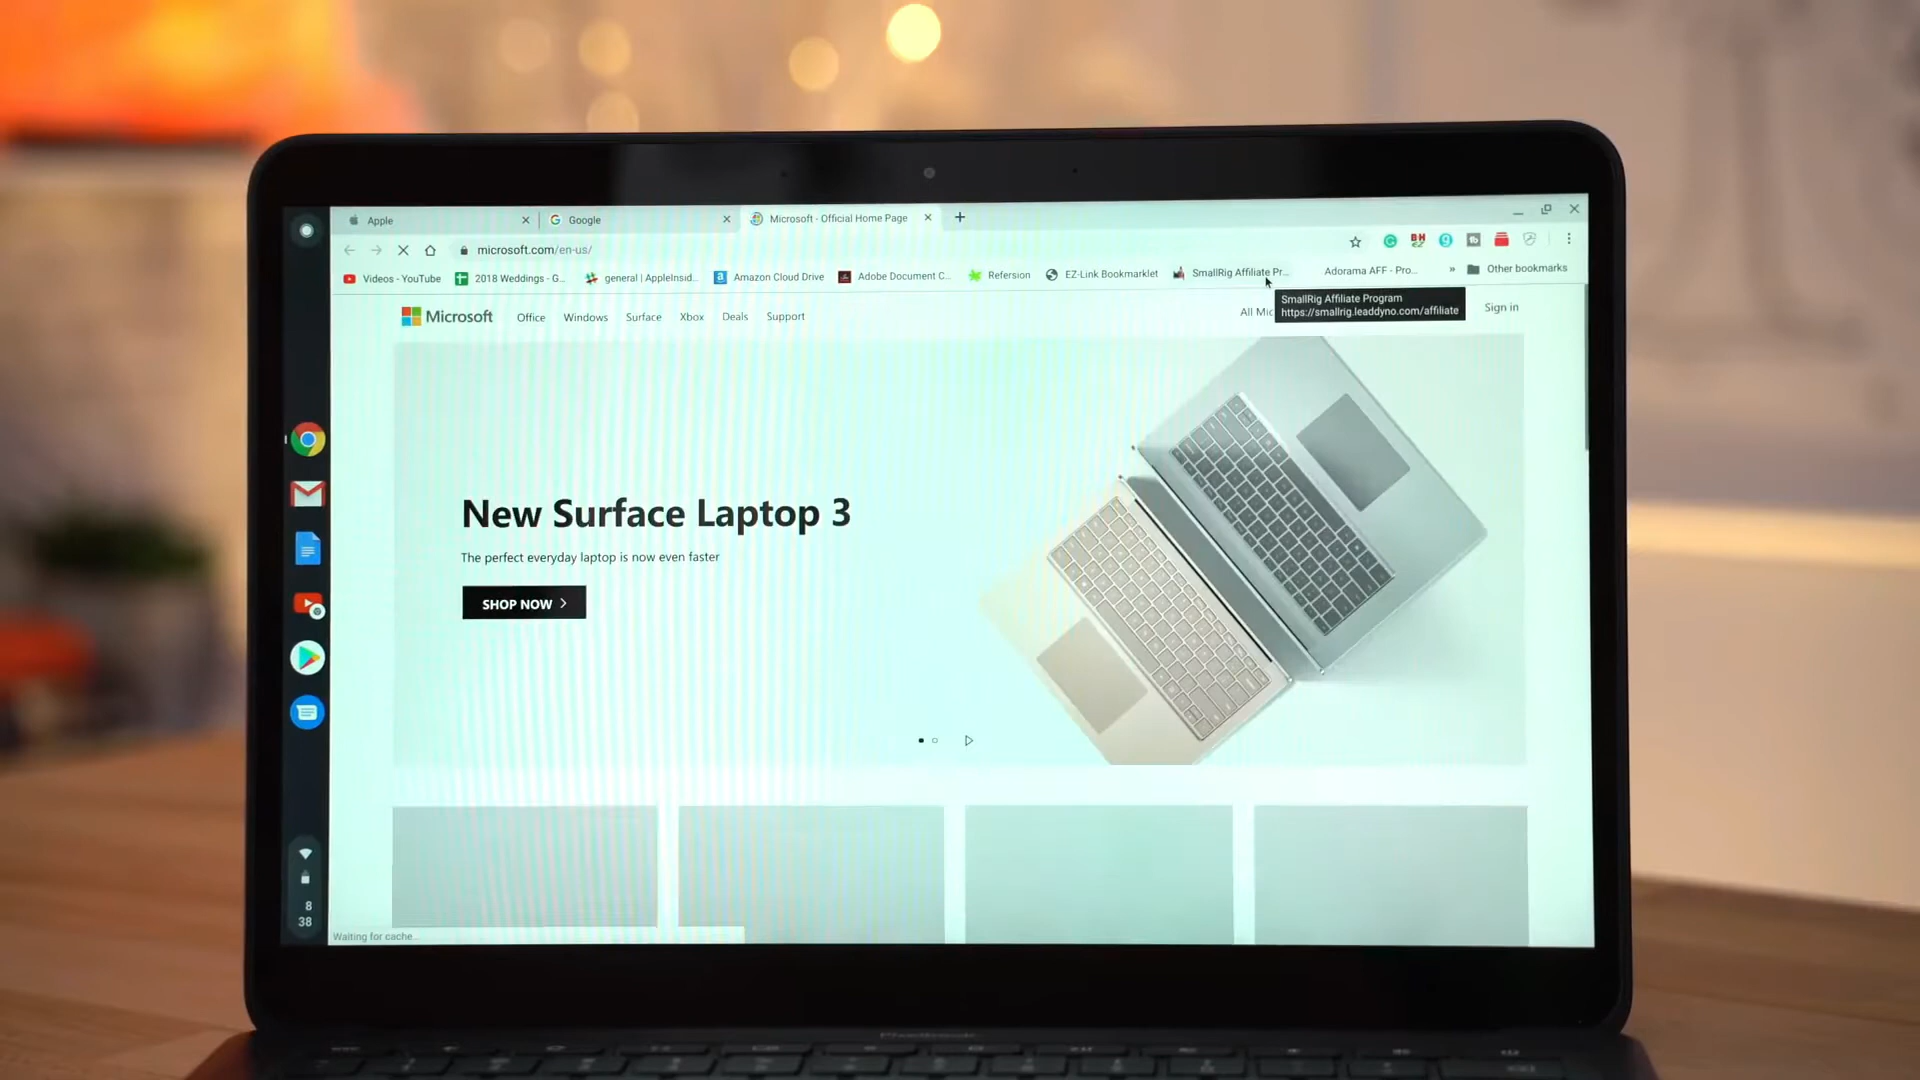 Apple
Google
Microsoft - Official Home Page
microsoft.com/en-us/
BH
tb
Videos - YouTube
2018 Weddings - G...
general | AppleInsid...
Amazon Cloud Drive
Adobe Document C...
Refersion
EZ-Link Bookmarklet
SmallRig Affiliate Pr...
Adorama AFF - Pro...
»
Other bookmarks
Microsoft
Office
Windows
Surface
Xbox
Deals
Support
All Mic
SmallRig Affiliate Program
https://smallrig.leaddyno.com/affiliate
Sign in
New Surface Laptop 3
The perfect everyday laptop is now even faster
SHOP NOW >
8
38
Waiting for cache...